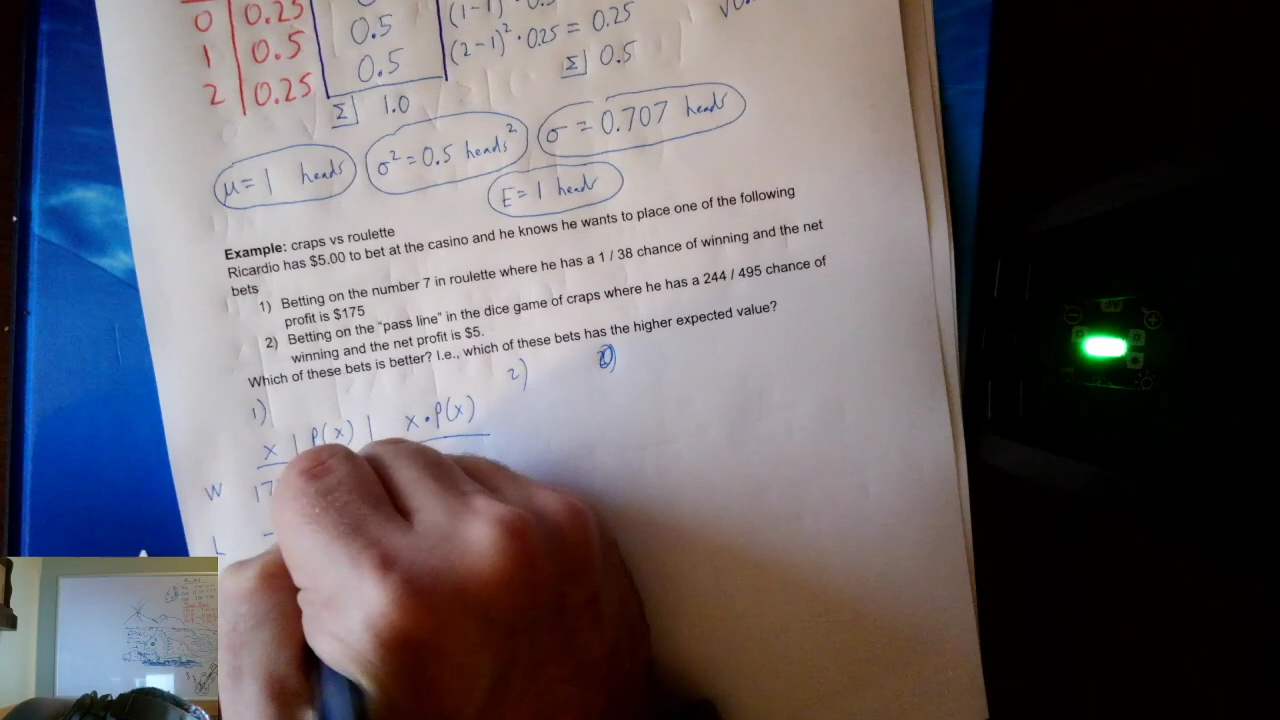 0 0.25
1 0.5 0.5
2 0.25 0.5
(2-1)² · 0.25 = 0.25
Σ 1.0
Σ 0.5
μ = 1 heads σ² = 0.5 heads² σ = 0.707 heads
E = 1 heads
Example: craps vs roulette
Ricardio has $5.00 to bet at the casino and he knows he wants to place one of the following
bets
1) Betting on the number 7 in roulette where he has a 1 / 38 chance of winning and the net
profit is $175
2) Betting on the “pass line” in the dice game of craps where he has a 244 / 495 chance of
winning and the net profit is $5.
Which of these bets is better? I.e., which of these bets has the higher expected value?
1) 2)
x P(x) x·P(x)
W 17
L -